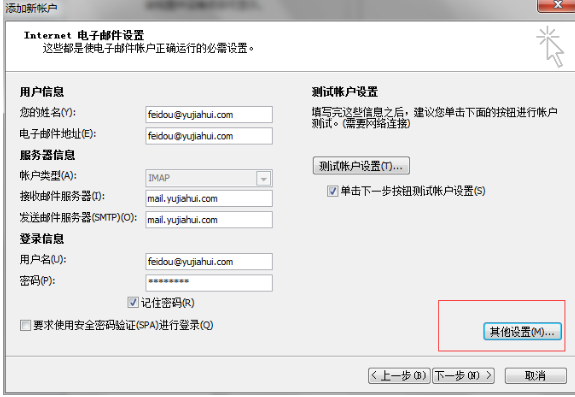 添加新帐户
Internet 电子邮件设置
这些都是使电子邮件帐户正确运行的必需设置。
用户信息
您的姓名(Y):
feidou@yujiahui.com
电子邮件地址(E):
feidou@yujiahui.com
服务器信息
帐户类型(A):
IMAP
接收邮件服务器(I):
mail.yujiahui.com
发送邮件服务器(SMTP)(O):
mail.yujiahui.com
登录信息
用户名(U):
feidou@yujiahui.com
密码(P):
********
记住密码(R)
要求使用安全密码验证(SPA)进行登录(Q)
测试帐户设置
填写完这些信息之后，建议您单击下面的按钮进行帐户
测试。(需要网络连接)
测试帐户设置(T)...
单击下一步按钮测试帐户设置(S)
其他设置(M)...
< 上一步(B)
下一步(N) >
取消